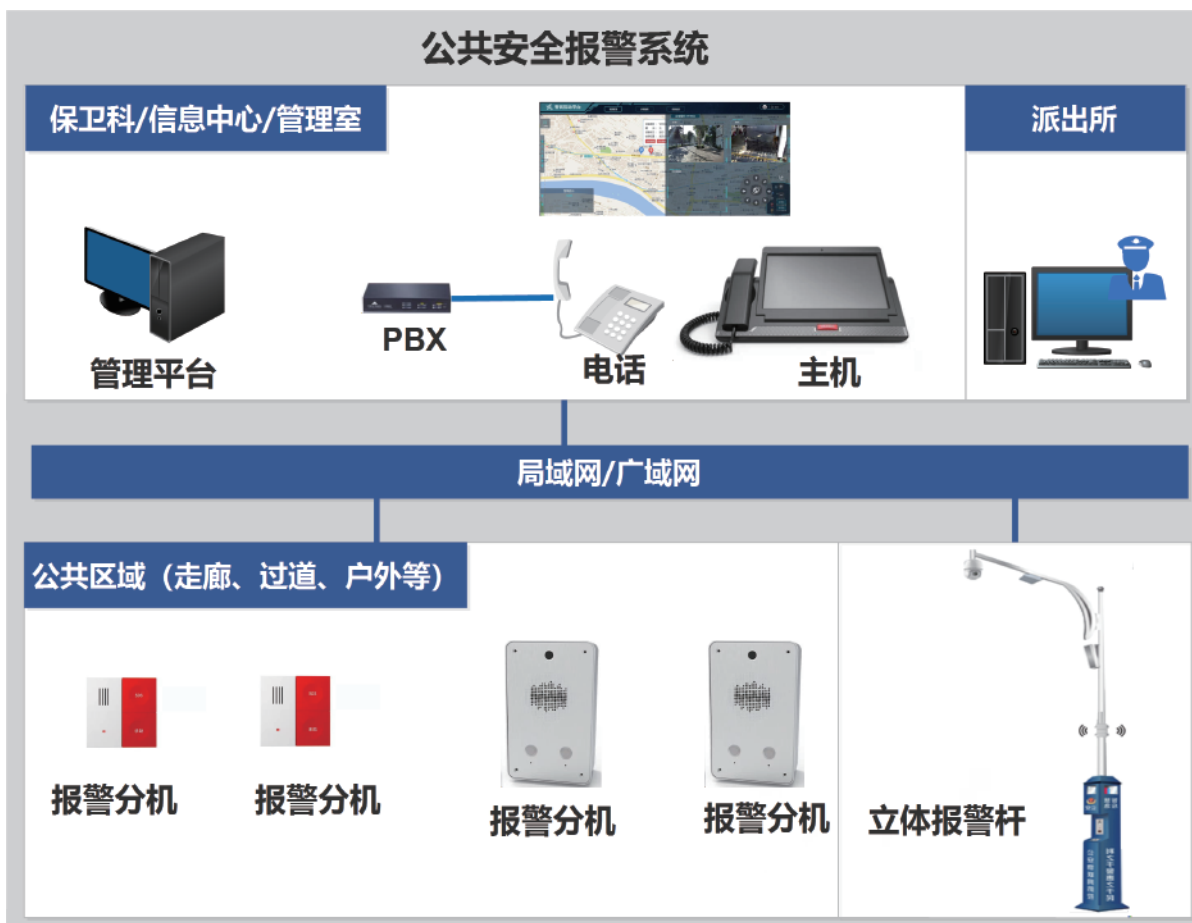 公共安全报警系统
保卫科/信息中心/管理室
派出所
管理平台
PBX
电话
主机
局域网/广域网
公共区域（走廊、过道、户外等）
报警分机
报警分机
报警分机
报警分机
立体报警杆